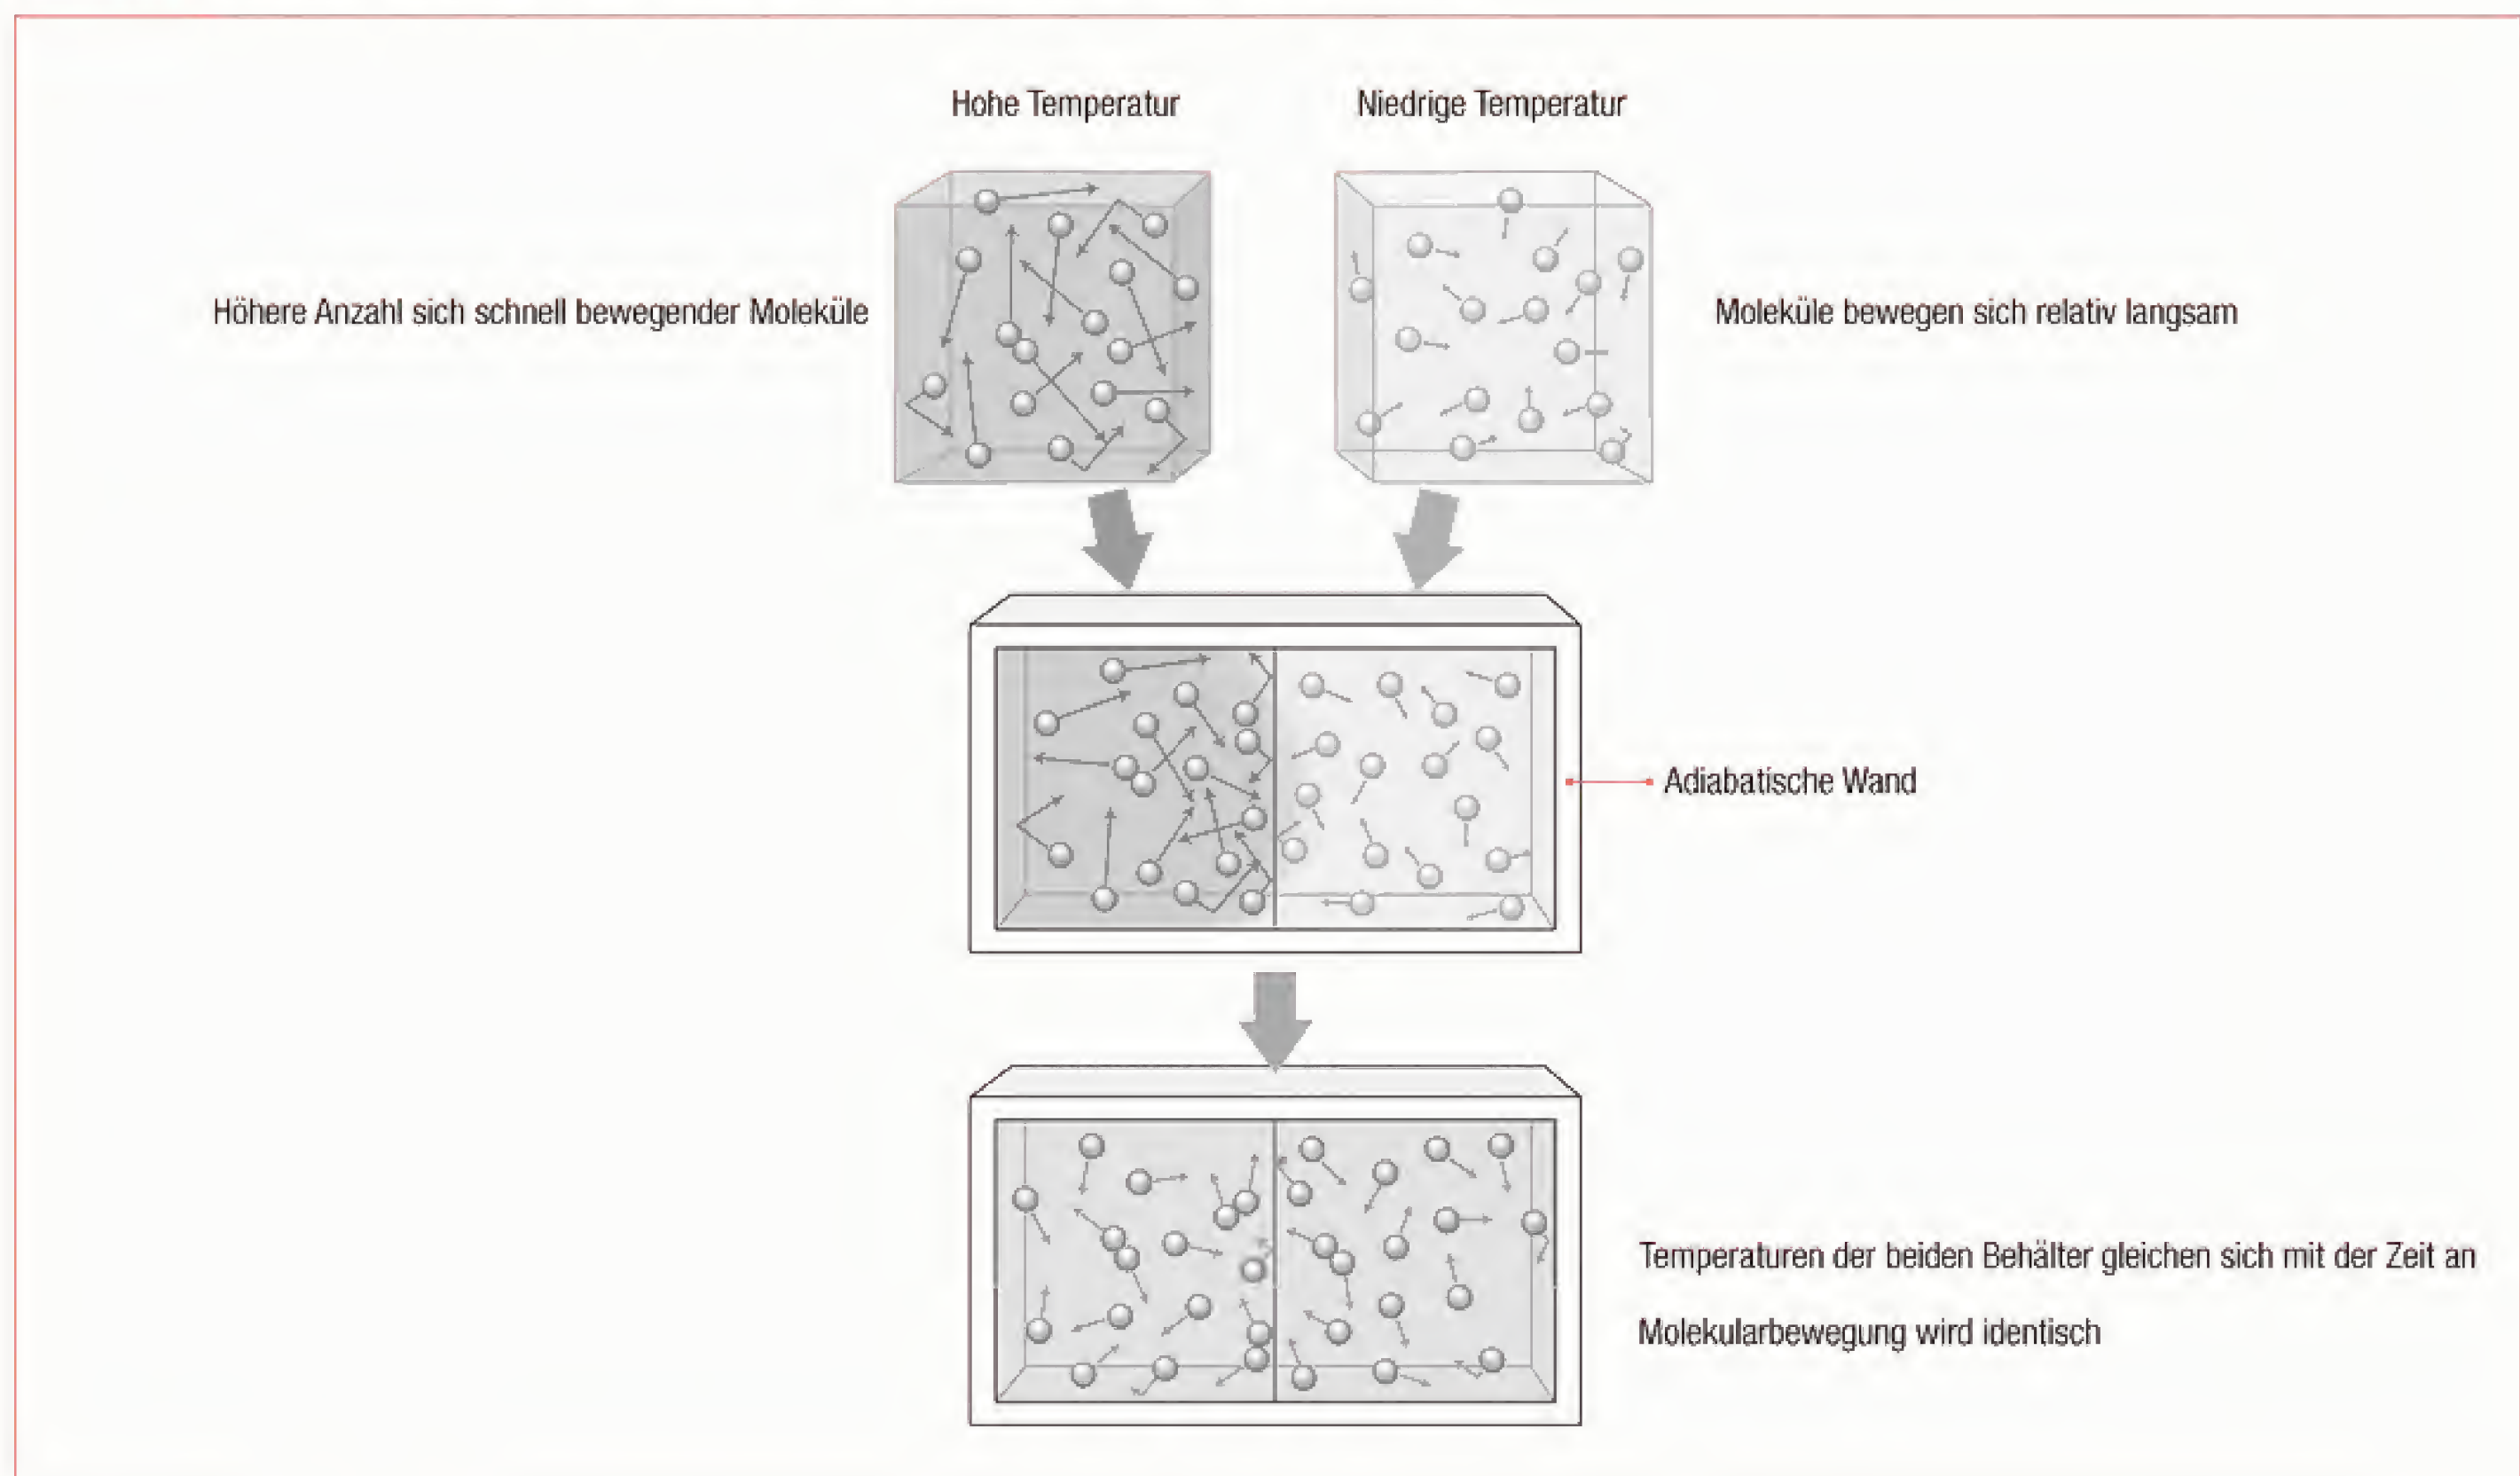 Hohe Temperatur
Niedrige Temperatur
Höhere Anzahl sich schnell bewegender Moleküle
Moleküle bewegen sich relativ langsam
Adiabatische Wand
Temperaturen der beiden Behälter gleichen sich mit der Zeit an
Molekularbewegung wird identisch